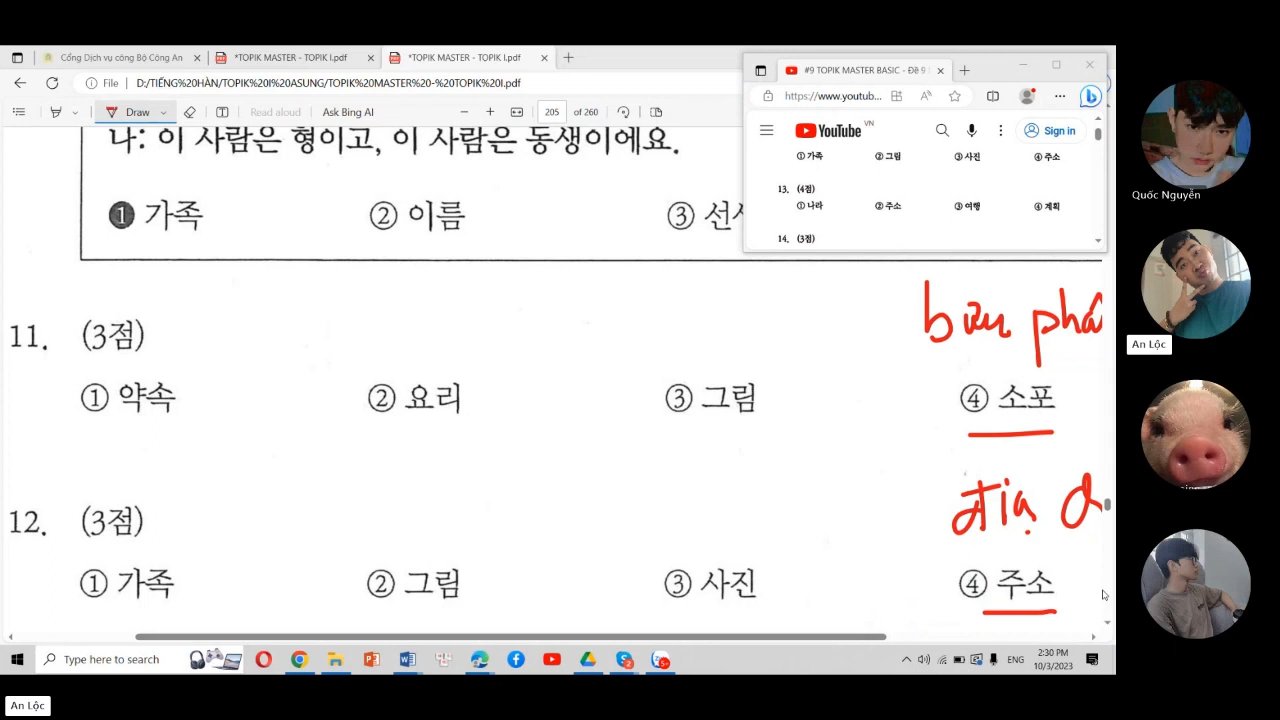 Cổng Dịch vụ công Bộ Công An
*TOPIK MASTER - TOPIK I.pdf
*TOPIK MASTER - TOPIK I.pdf
File D:/TIẾNG%20HÀN/TOPIK%20I%20ASUNG/TOPIK%20MASTER%20-%20TOPIK%20I.pdf
Draw Read aloud Ask Bing AI 205 of 260
#9 TOPIK MASTER BASIC - Đề 9
https://www.youtub...
YouTube VN Sign in
① 가족 ② 그림 ③ 사진 ④ 주소
13. (4점)
① 나라 ② 주소 ③ 여행 ④ 계획
14. (3점)
나: 이 사람은 형이고, 이 사람은 동생이에요.
❶ 가족 ② 이름 ③
bưu
11. (3점)
① 약속 ② 요리 ③ 그림 ④ 소포
địa
12. (3점)
① 가족 ② 그림 ③ 사진 ④ 주소
Type here to search
ENG 2:30 PM
10/3/2023
Quốc Nguyễn
An Lộc
An Lộc